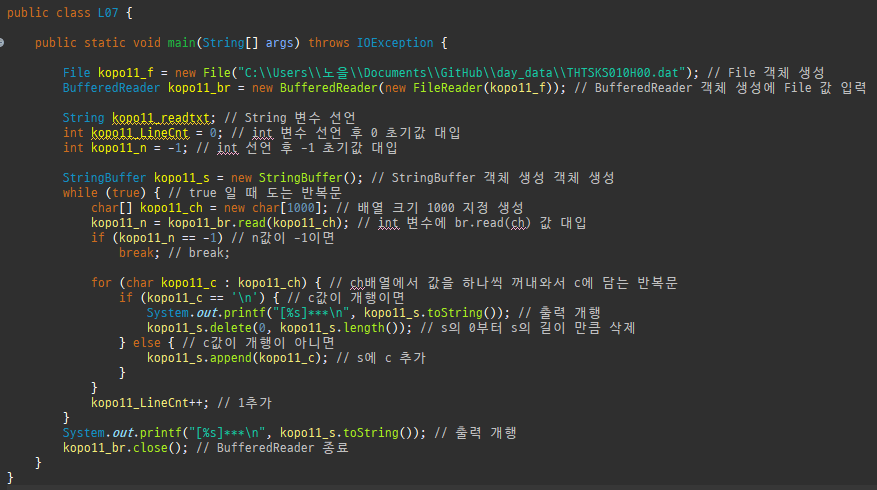 public class L07 {
public static void main(String[] args) throws IOException {
File kopo11_f = new File("C:\\Users\\노을\\Documents\\GitHub\\day_data\\THTSKS010H00.dat"); // File 객체 생성
BufferedReader kopo11_br = new BufferedReader(new FileReader(kopo11_f)); // BufferedReader 객체 생성에 File 값 입력
String kopo11_readtxt; // String 변수 선언
int kopo11_LineCnt = 0; // int 변수 선언 후 0 초기값 대입
int kopo11_n = -1; // int 선언 후 -1 초기값 대입
StringBuffer kopo11_s = new StringBuffer(); // StringBuffer 객체 생성 객체 생성
while (true) { // true 일 때 도는 반복문
char[] kopo11_ch = new char[1000]; // 배열 크기 1000 지정 생성
kopo11_n = kopo11_br.read(kopo11_ch); // int 변수에 br.read(ch) 값 대입
if (kopo11_n == -1) // n값이 -1이면
break; // break;
for (char kopo11_c : kopo11_ch) { // ch배열에서 값을 하나씩 꺼내와서 c에 담는 반복문
if (kopo11_c == '\n') { // c값이 개행이면
System.out.printf("[%s]***\n", kopo11_s.toString()); // 출력 개행
kopo11_s.delete(0, kopo11_s.length()); // s의 0부터 s의 길이 만큼 삭제
} else { // c값이 개행이 아니면
kopo11_s.append(kopo11_c); // s에 c 추가
}
}
kopo11_LineCnt++; // 1추가
}
System.out.printf("[%s]***\n", kopo11_s.toString()); // 출력 개행
kopo11_br.close(); // BufferedReader 종료
}
}